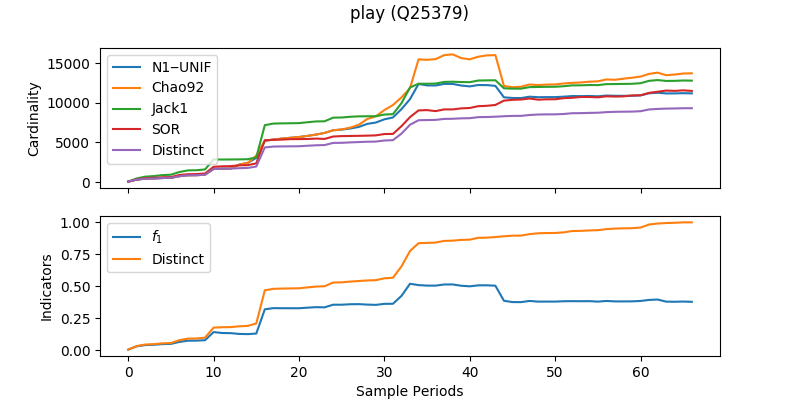 play (Q25379)
15000
10000
5000
0
Cardinality
N1−UNIF
Chao92
Jack1
SOR
Distinct
1.00
0.75
0.50
0.25
0.00
Indicators
f1
Distinct
0 10 20 30 40 50 60
Sample Periods